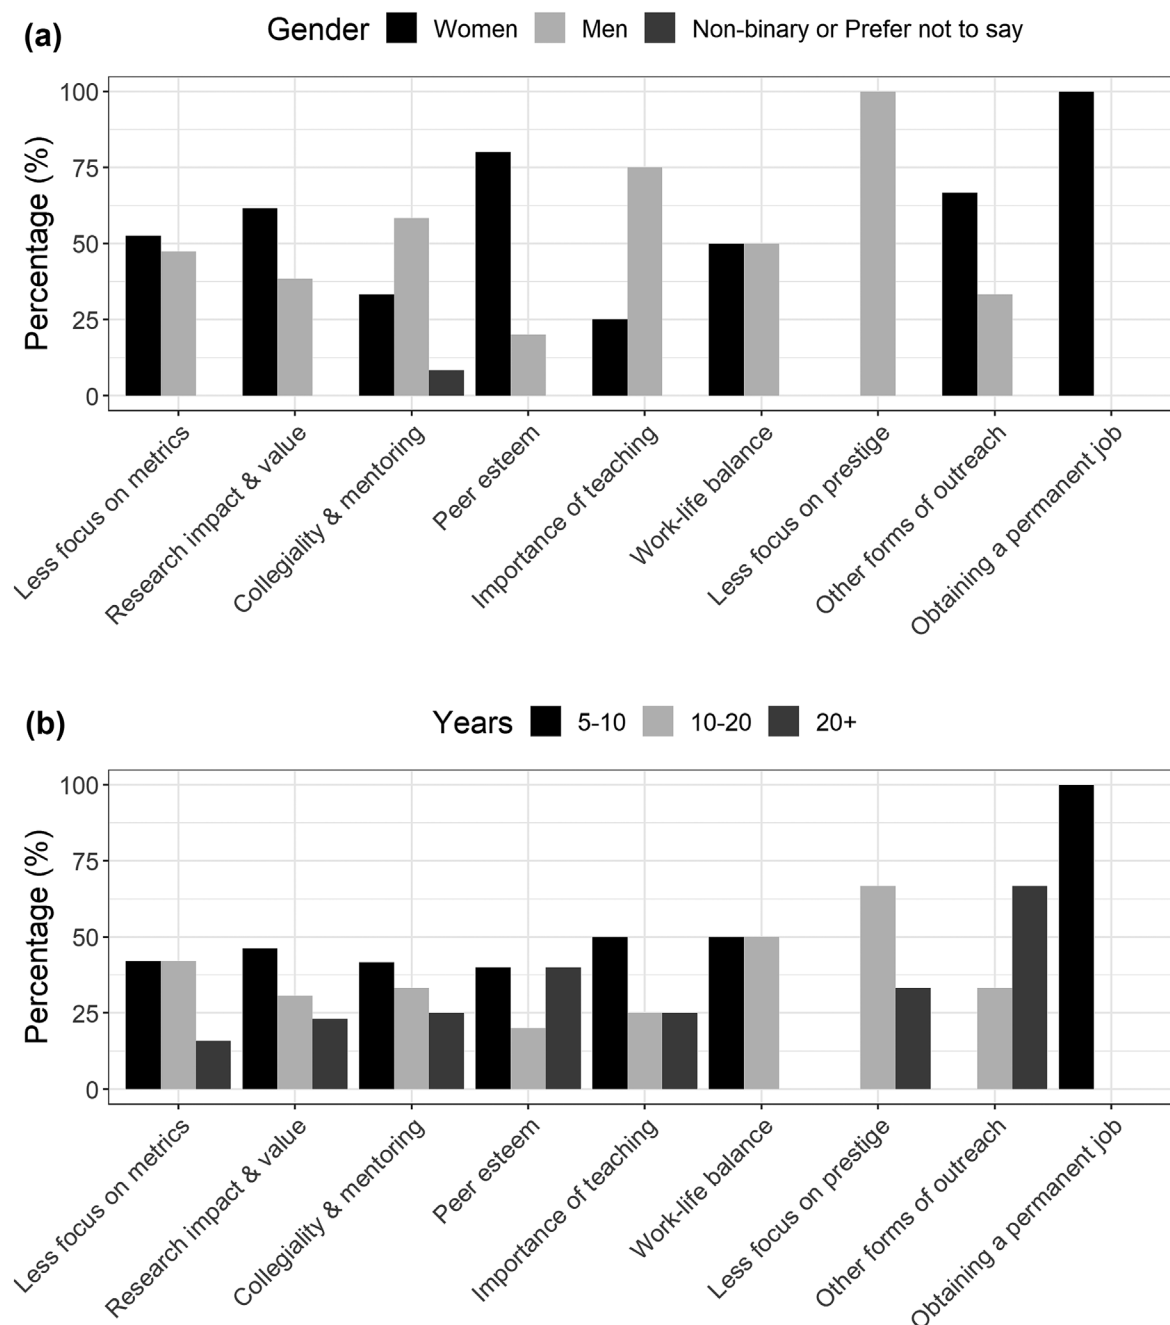 (a)
Gender Women Men Non-binary or Prefer not to say
Percentage (%)
100
75
50
25
0
Less focus on metrics
Research impact & value
Collegiality & mentoring
Peer esteem
Importance of teaching
Work-life balance
Less focus on prestige
Other forms of outreach
Obtaining a permanent job
(b)
Years 5-10 10-20 20+
Percentage (%)
100
75
50
25
0
Less focus on metrics
Research impact & value
Collegiality & mentoring
Peer esteem
Importance of teaching
Work-life balance
Less focus on prestige
Other forms of outreach
Obtaining a permanent job